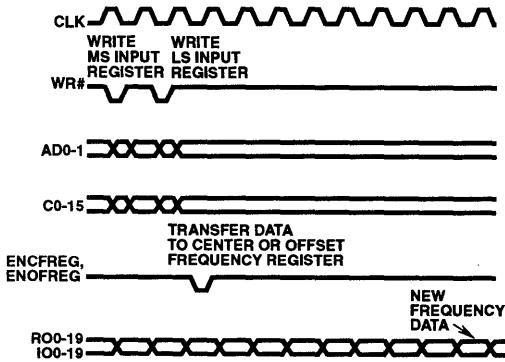 CLK
WRITE
MS INPUT
REGISTER
WRITE
LS INPUT
REGISTER
WR#
AD0-1
C0-15
TRANSFER DATA
TO CENTER OR OFFSET
FREQUENCY REGISTER
ENCFREG,
ENOFREG
NEW
FREQUENCY
DATA
RO0-19
IO0-19